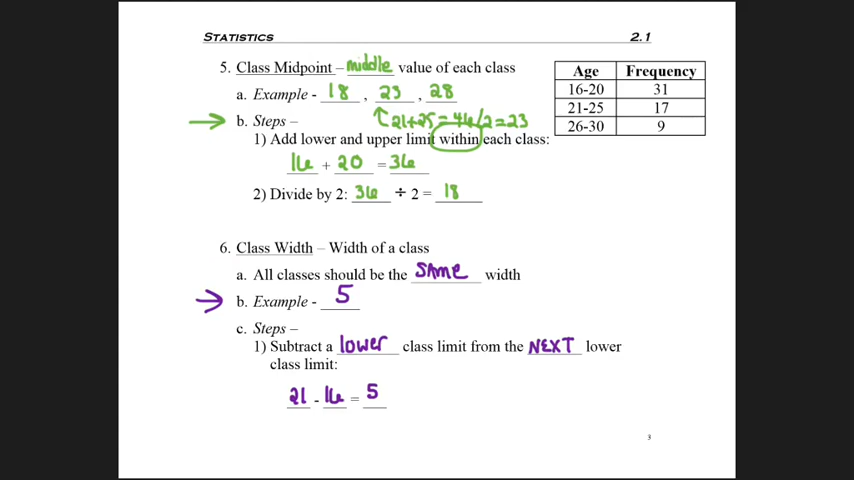 STATISTICS 2.1
5. Class Midpoint – middle value of each class
a. Example - 18 , 23 , 28
↑21+25 = 46/2 = 23
→ b. Steps –
1) Add lower and upper limit within each class:
16 + 20 = 36
2) Divide by 2: 36 ÷ 2 = 18
Age Frequency
16-20 31
21-25 17
26-30 9
6. Class Width – Width of a class
a. All classes should be the SAME width
→ b. Example - 5
c. Steps –
1) Subtract a lower class limit from the NEXT lower
class limit:
21 - 16 = 5
3